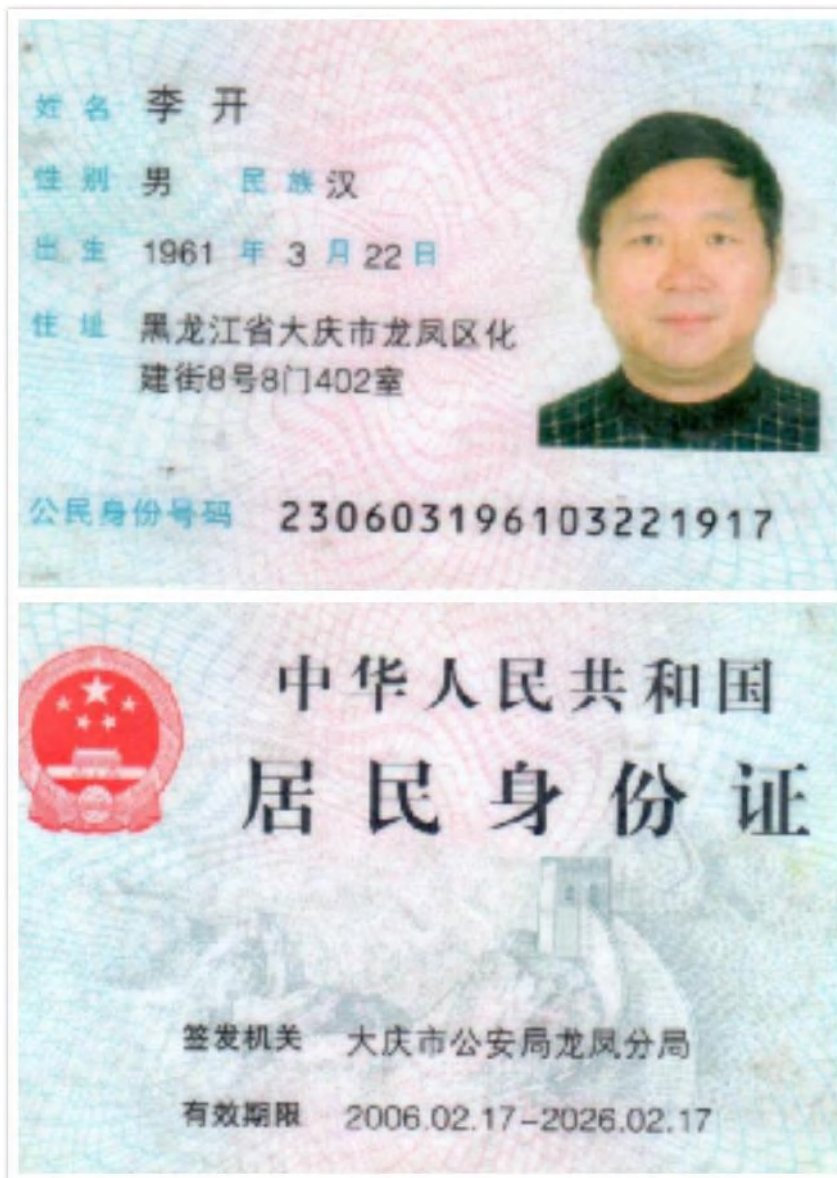 姓名 李开
性别 男 民族 汉
出生 1961 年 3 月 22 日
住址 黑龙江省大庆市龙凤区化
建街8号8门402室
公民身份号码 230603196103221917
中华人民共和国
居民身份证
签发机关 大庆市公安局龙凤分局
有效期限 2006.02.17-2026.02.17